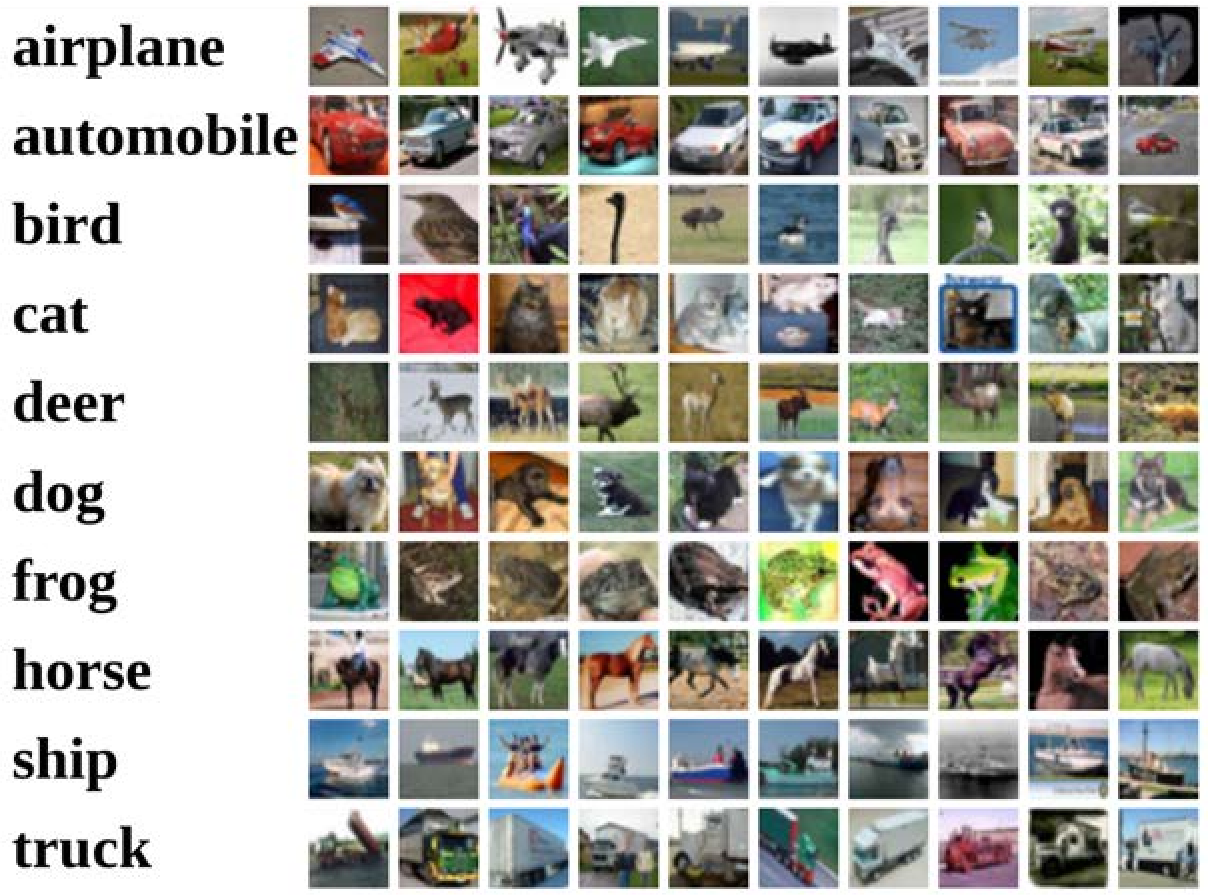 airplane
automobile
bird
cat
deer
dog
frog
horse
ship
truck